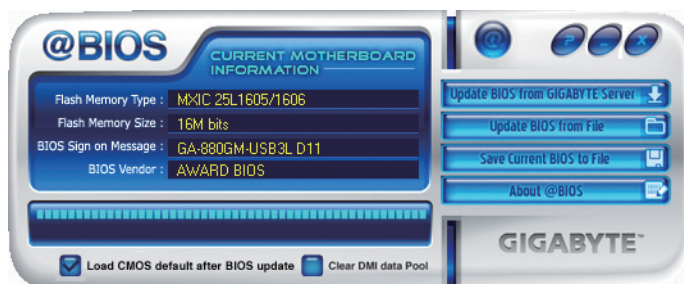 @BIOS
CURRENT MOTHERBOARD
INFORMATION
Flash Memory Type : MXIC 25L1605/1606
Flash Memory Size : 16M bits
BIOS Sign on Message : GA-880GM-USB3L D11
BIOS Vendor : AWARD BIOS
Load CMOS default after BIOS update Clear DMI data Pool
@ ? - X
Update BIOS from GIGABYTE Server
Update BIOS from File
Save Current BIOS to File
About @BIOS
GIGABYTE™